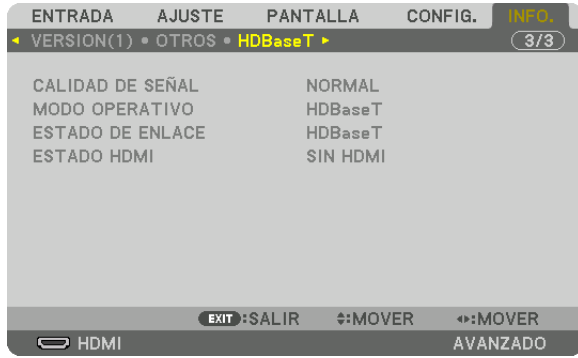 ENTRADA AJUSTE PANTALLA CONFIG. INFO.
◂ VERSION(1) • OTROS • HDBaseT ▸ 3/3
CALIDAD DE SEÑAL NORMAL
MODO OPERATIVO HDBaseT
ESTADO DE ENLACE HDBaseT
ESTADO HDMI SIN HDMI
EXIT :SALIR :MOVER :MOVER
HDMI AVANZADO